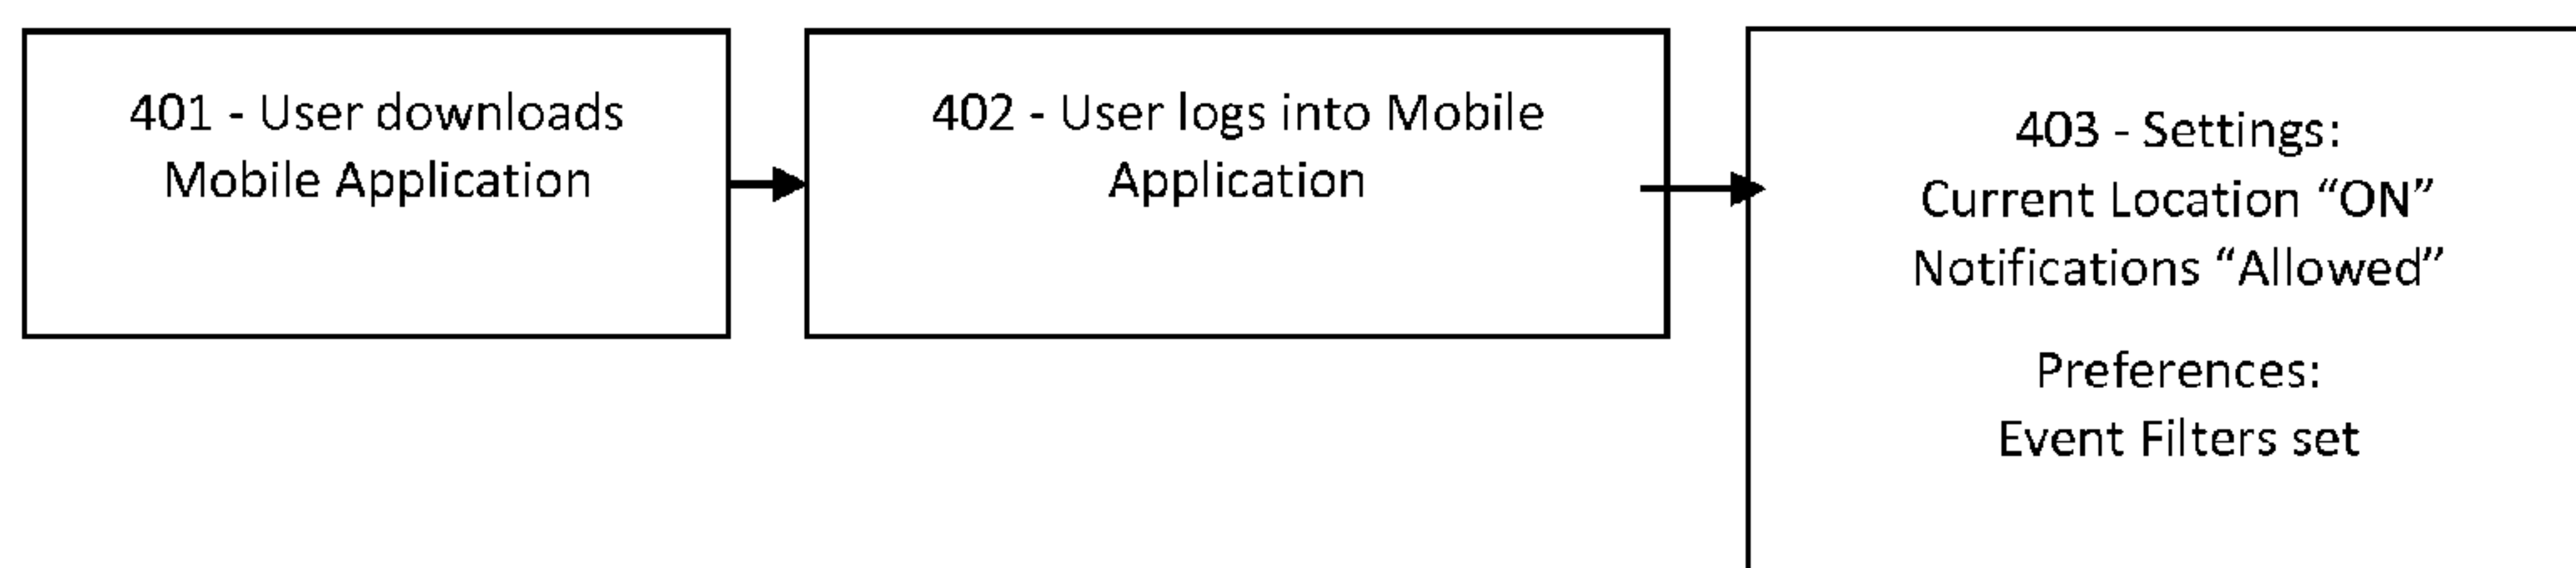 401 - User downloads
Mobile Application
402 - User logs into Mobile
Application
403 - Settings:
Current Location “ON”
Notifications “Allowed”
Preferences:
Event Filters set